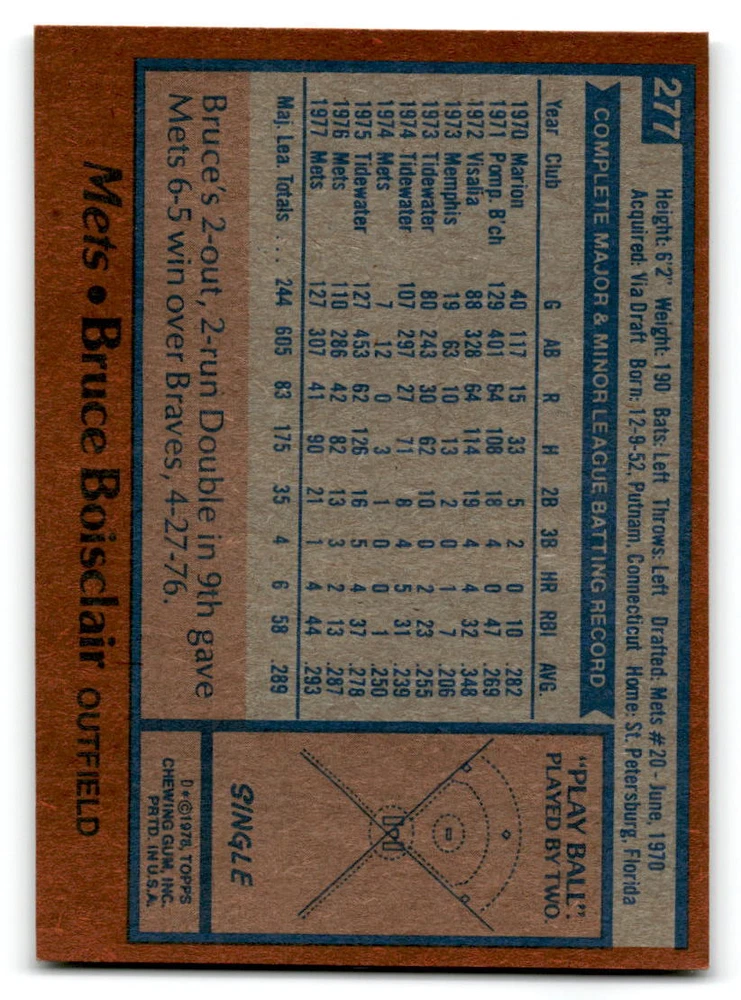 277
Height: 6'2" Weight: 190 Bats: Left Throws: Left Drafted: Mets #20-June, 1970
Acquired: Via Draft Born: 12-9-52, Putnam, Connecticut Home: St. Petersburg, Florida
COMPLETE MAJOR & MINOR LEAGUE BATTING RECORD
Year Club G AB R H 2B 3B HR RBI AVG.
1970 Marion 40 117 15 33 5 2 0 10 .282
1971 Pomp. B'ch 129 401 64 108 18 4 0 47 .269
1972 Visalia 88 328 64 114 19 4 4 32 .348
1973 Memphis 19 63 10 13 2 0 1 7 .206
1973 Tidewater 80 243 30 62 10 0 2 23 .255
1974 Tidewater 107 297 27 71 8 4 5 31 .239
1974 Mets 7 12 0 3 1 0 0 1 .250
1975 Tidewater 127 453 62 126 16 5 4 37 .278
1976 Mets 110 286 42 82 13 3 2 13 .287
1977 Mets 127 307 41 90 21 1 4 44 .293
Maj. Lea. Totals . . . 244 605 83 175 35 4 6 58 .289
Bruce's 2-out, 2-run Double in 9th gave
Mets 6-5 win over Braves, 4-27-76.
"PLAY BALL".
PLAYED BY TWO.
SINGLE
D*©1978, TOPPS
CHEWING GUM, INC.
PRTD. IN U.S.A.
Mets • Bruce Boisclair OUTFIELD